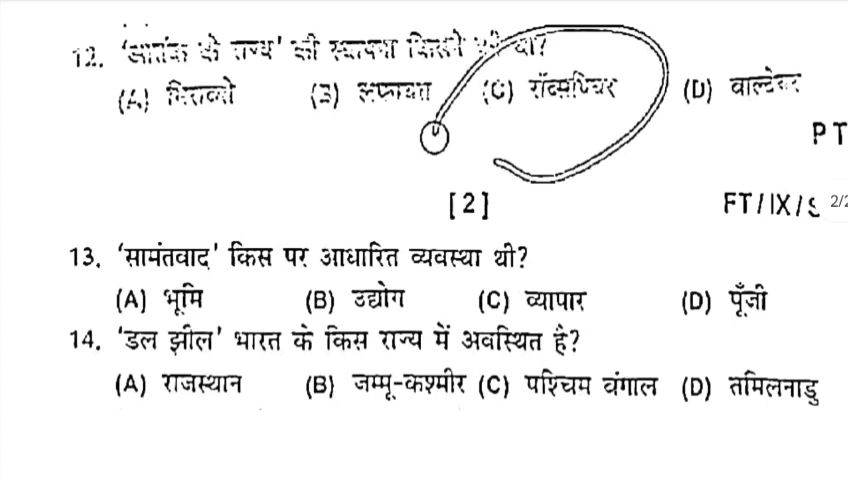 12. 'आतंक के राज्य' की स्थापना किसने की थी?
(A) मिराब्यो (B) लफायते (C) रॉब्सपियर (D) वाल्टेयर
P T
[2]
FT/IX/S 2/2
13. 'सामंतवाद' किस पर आधारित व्यवस्था थी?
(A) भूमि (B) उद्योग (C) व्यापार (D) पूँजी
14. 'डल झील' भारत के किस राज्य में अवस्थित है?
(A) राजस्थान (B) जम्मू-कश्मीर (C) पश्चिम बंगाल (D) तमिलनाडु